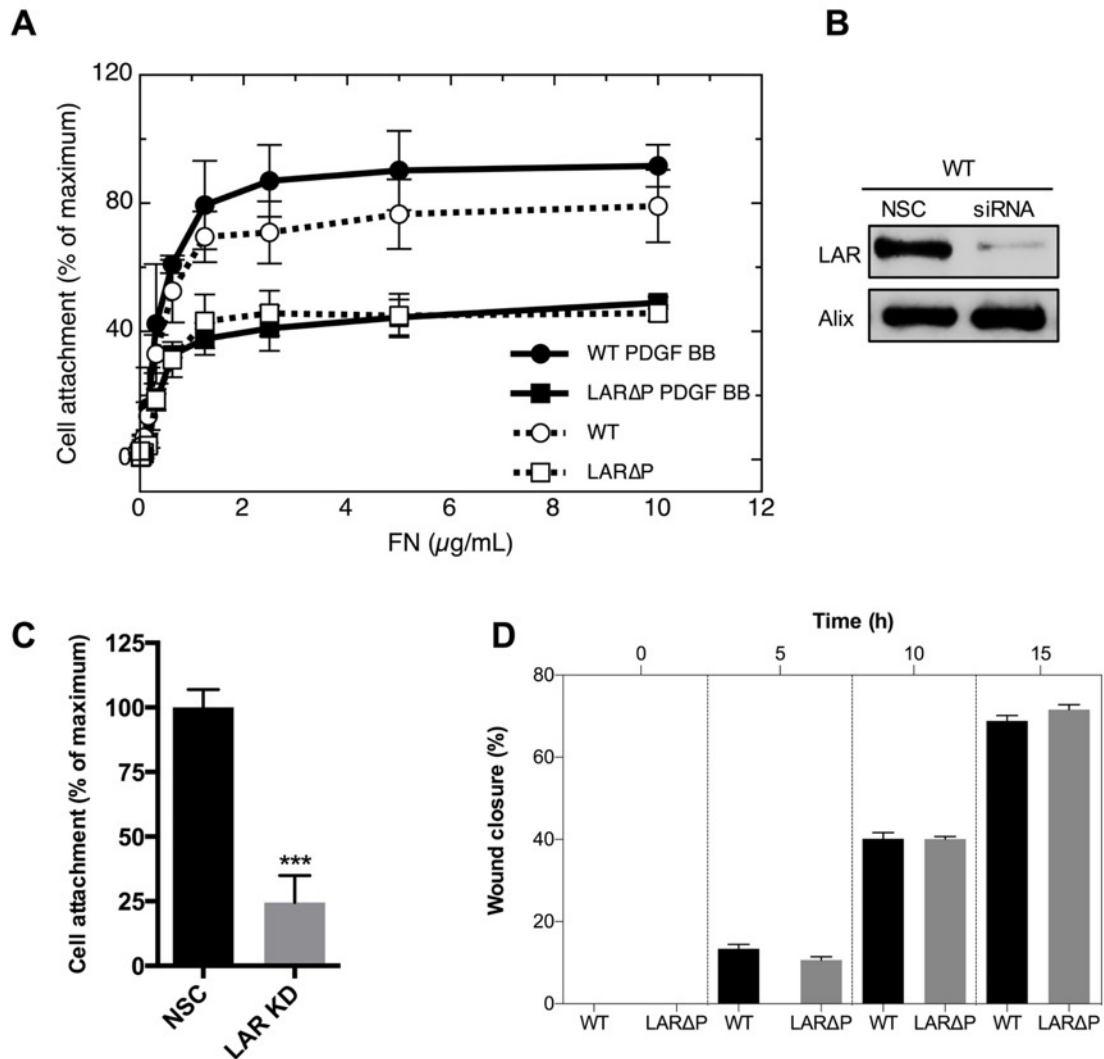 A
120
80
40
0
Cell attachment (% of maximum)
WT PDGF BB
LARΔP PDGF BB
WT
LARΔP
0 2 4 6 8 10 12
FN (µg/mL)
B
WT
NSC siRNA
LAR
Alix
C
125
100
75
50
25
0
Cell attachment (% of maximum)
***
NSC LAR KD
D
Time (h)
0 5 10 15
80
60
40
20
0
Wound closure (%)
WT LARΔP WT LARΔP WT LARΔP WT LARΔP